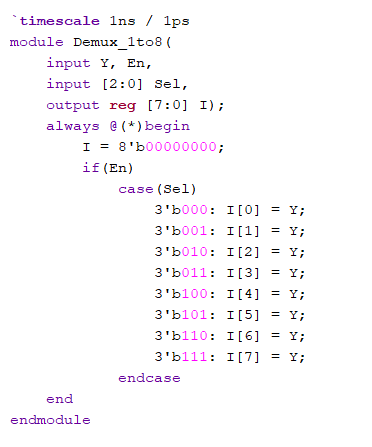 `timescale 1ns / 1ps
module Demux_1to8(
    input Y, En,
    input [2:0] Sel,
    output reg [7:0] I);
    always @(*)begin
        I = 8'b00000000;
        if(En)
            case(Sel)
                3'b000: I[0] = Y;
                3'b001: I[1] = Y;
                3'b010: I[2] = Y;
                3'b011: I[3] = Y;
                3'b100: I[4] = Y;
                3'b101: I[5] = Y;
                3'b110: I[6] = Y;
                3'b111: I[7] = Y;
            endcase
    end
endmodule